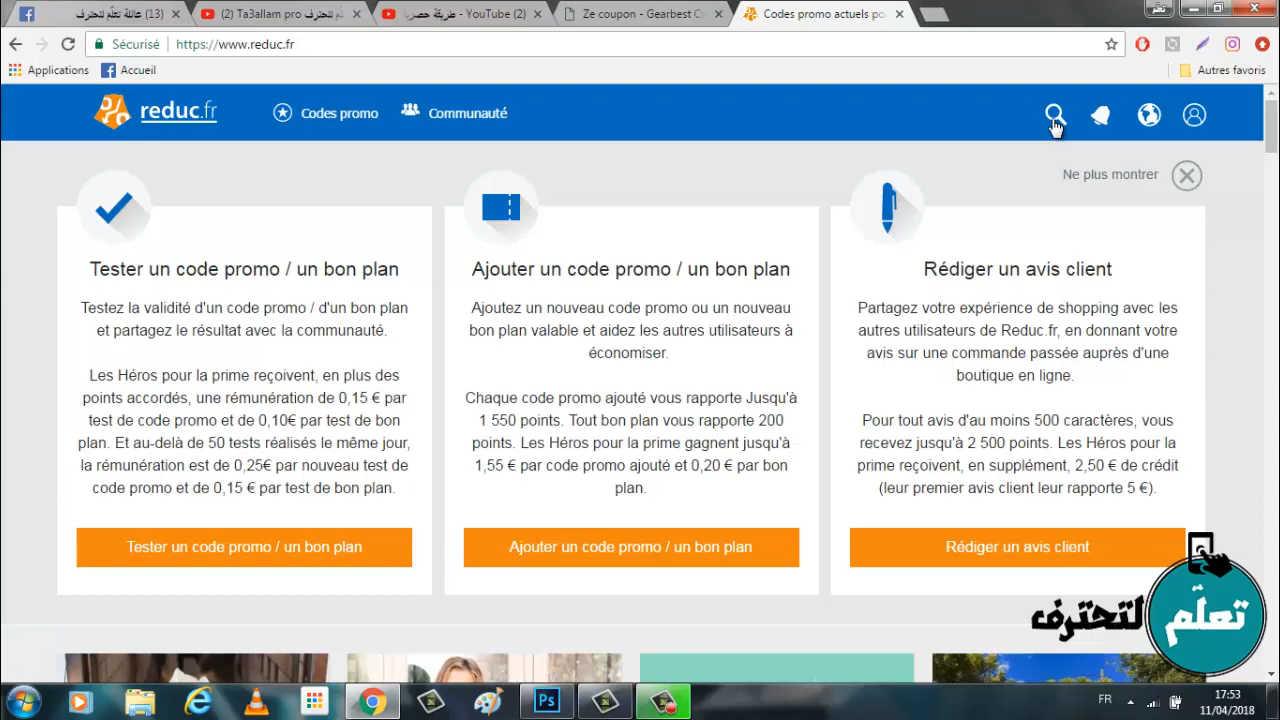 (13) عائلة تعلّم لتحترف
(2) Ta3allam pro تعلّم لتحترف
طريقة حصريا - YouTube (2)
Ze coupon - Gearbest Co
Codes promo actuels po
Sécurisé
https://www.reduc.fr
Applications
Accueil
Autres favoris
reduc.fr
Codes promo
Communauté
Ne plus montrer
Tester un code promo / un bon plan
Testez la validité d'un code promo / d'un bon plan
et partagez le résultat avec la communauté.
Les Héros pour la prime reçoivent, en plus des
points accordés, une rémunération de 0,15 € par
test de code promo et de 0,10€ par test de bon
plan. Et au-delà de 50 tests réalisés le même jour,
la rémunération est de 0,25€ par nouveau test de
code promo et de 0,15 € par test de bon plan.
Tester un code promo / un bon plan
Ajouter un code promo / un bon plan
Ajoutez un nouveau code promo ou un nouveau
bon plan valable et aidez les autres utilisateurs à
économiser.
Chaque code promo ajouté vous rapporte Jusqu'à
1 550 points. Tout bon plan vous rapporte 200
points. Les Héros pour la prime gagnent jusqu'à
1,55 € par code promo ajouté et 0,20 € par bon
plan.
Ajouter un code promo / un bon plan
Rédiger un avis client
Partagez votre expérience de shopping avec les
autres utilisateurs de Reduc.fr, en donnant votre
avis sur une commande passée auprès d'une
boutique en ligne.
Pour tout avis d'au moins 500 caractères, vous
recevez jusqu'à 2 500 points. Les Héros pour la
prime reçoivent, en supplément, 2,50 € de crédit
(leur premier avis client leur rapporte 5 €).
Rédiger un avis client
تعلّم لتحترف
Ps
FR
17:53
11/04/2018